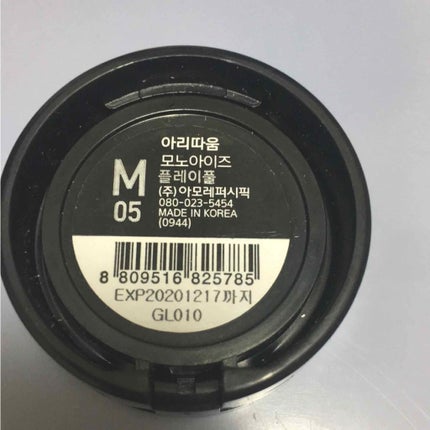 M
05
아리따움
모노아이즈
플레이풀
(주)아모레퍼시픽
080-023-5454
MADE IN KOREA
(0944)
8 809516 825785
EXP20201217까지
GL010